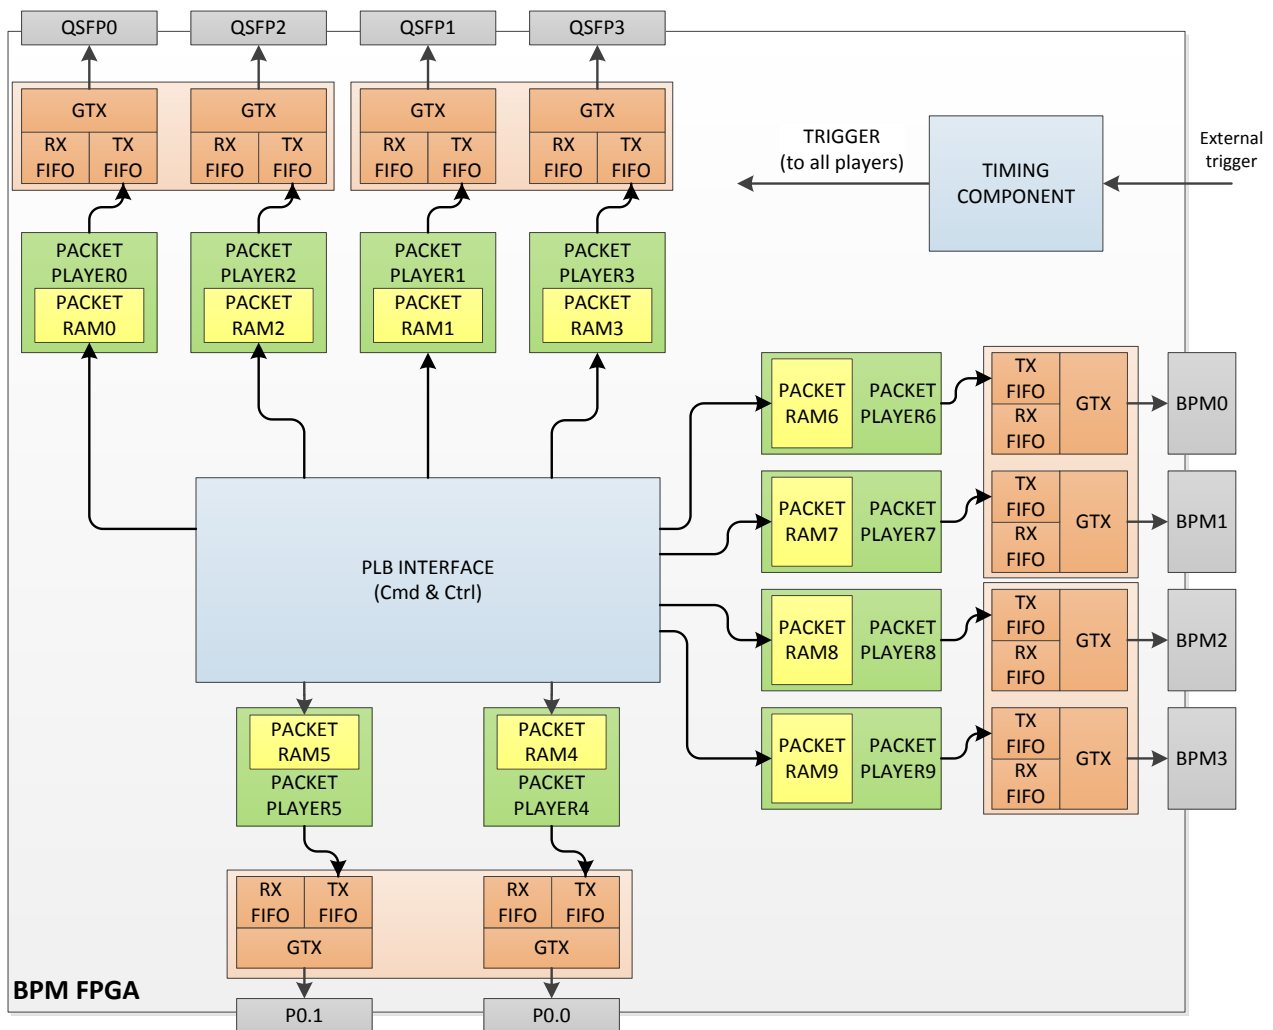 QSFP0
QSFP2
QSFP1
QSFP3
GTX
RX
FIFO
TX
FIFO
GTX
RX
FIFO
TX
FIFO
GTX
RX
FIFO
TX
FIFO
GTX
RX
FIFO
TX
FIFO
TRIGGER
(to all players)
TIMING
COMPONENT
External
trigger
PACKET
PLAYER0
PACKET
RAM0
PACKET
PLAYER2
PACKET
RAM2
PACKET
PLAYER1
PACKET
RAM1
PACKET
PLAYER3
PACKET
RAM3
PACKET
RAM6
PACKET
PLAYER6
TX
FIFO
RX
FIFO
GTX
BPM0
PACKET
RAM7
PACKET
PLAYER7
TX
FIFO
RX
FIFO
GTX
BPM1
PLB INTERFACE
(Cmd & Ctrl)
PACKET
RAM8
PACKET
PLAYER8
TX
FIFO
RX
FIFO
GTX
BPM2
PACKET
RAM9
PACKET
PLAYER9
TX
FIFO
RX
FIFO
GTX
BPM3
PACKET
RAM5
PACKET
PLAYER5
PACKET
RAM4
PACKET
PLAYER4
RX
FIFO
TX
FIFO
GTX
RX
FIFO
TX
FIFO
GTX
BPM FPGA
P0.1
P0.0